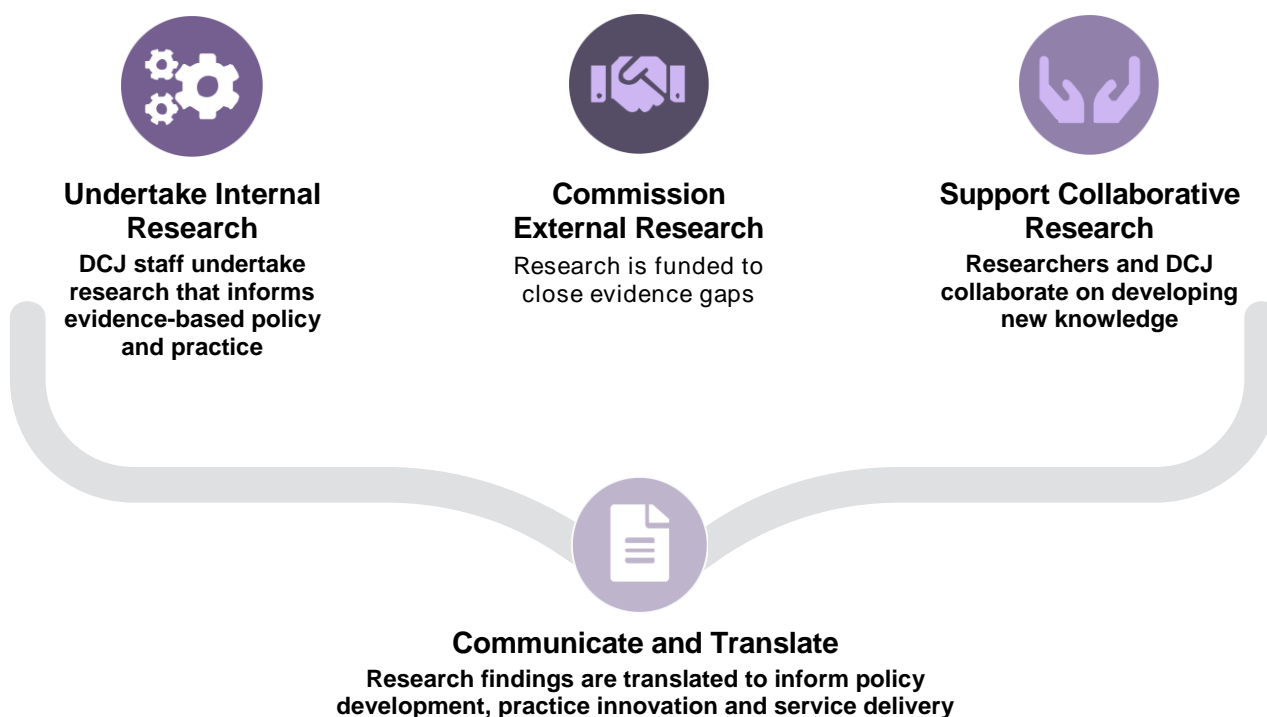 Undertake Internal
Research
DCJ staff undertake
research that informs
evidence-based policy
and practice
Commission
External Research
Research is funded to
close evidence gaps
Support Collaborative
Research
Researchers and DCJ
collaborate on developing
new knowledge
Communicate and Translate
Research findings are translated to inform policy
development, practice innovation and service delivery